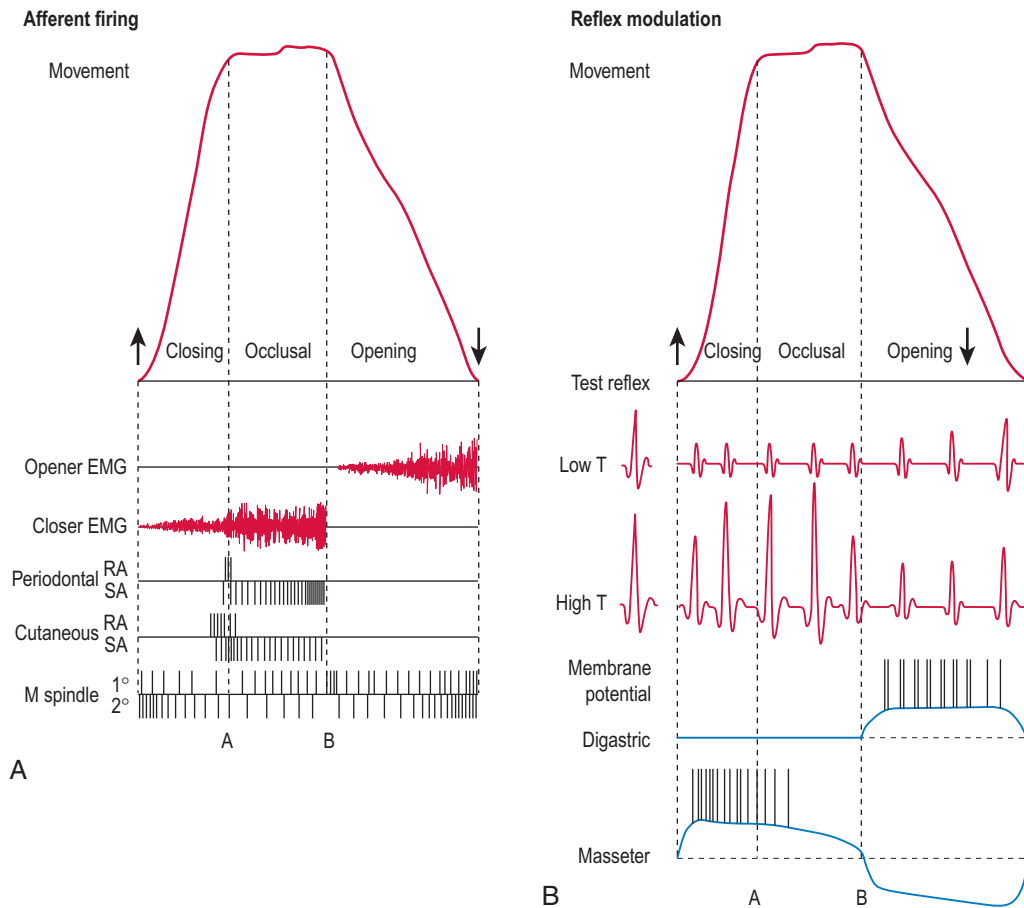 Afferent firing
Movement
Closing Occlusal Opening
Opener EMG
Closer EMG
Periodontal RA
SA
Cutaneous RA
SA
M spindle 1°
2°
A B
A
Reflex modulation
Movement
Closing Occlusal Opening
Test reflex
Low T
High T
Membrane
potential
Digastric
Masseter
A B
B